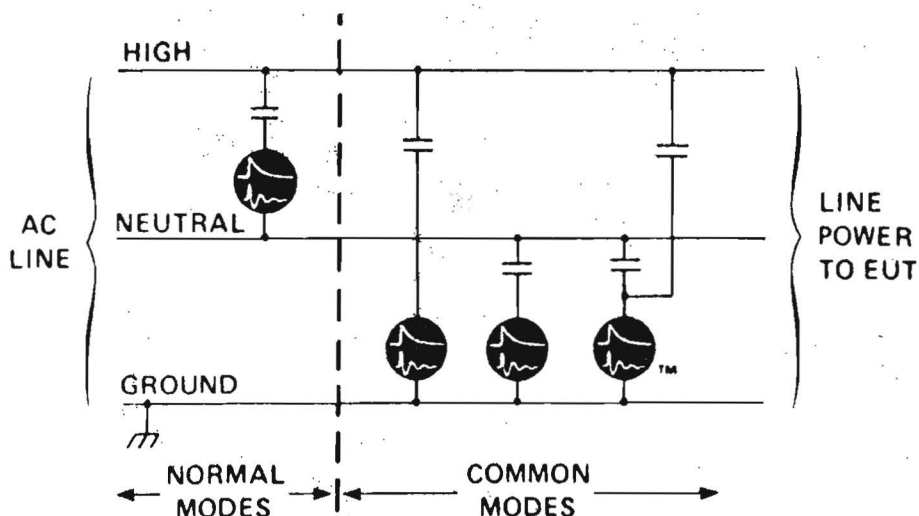 HIGH
AC
LINE
NEUTRAL
LINE
POWER
TO EUT
TM
GROUND
NORMAL
MODES
COMMON
MODES